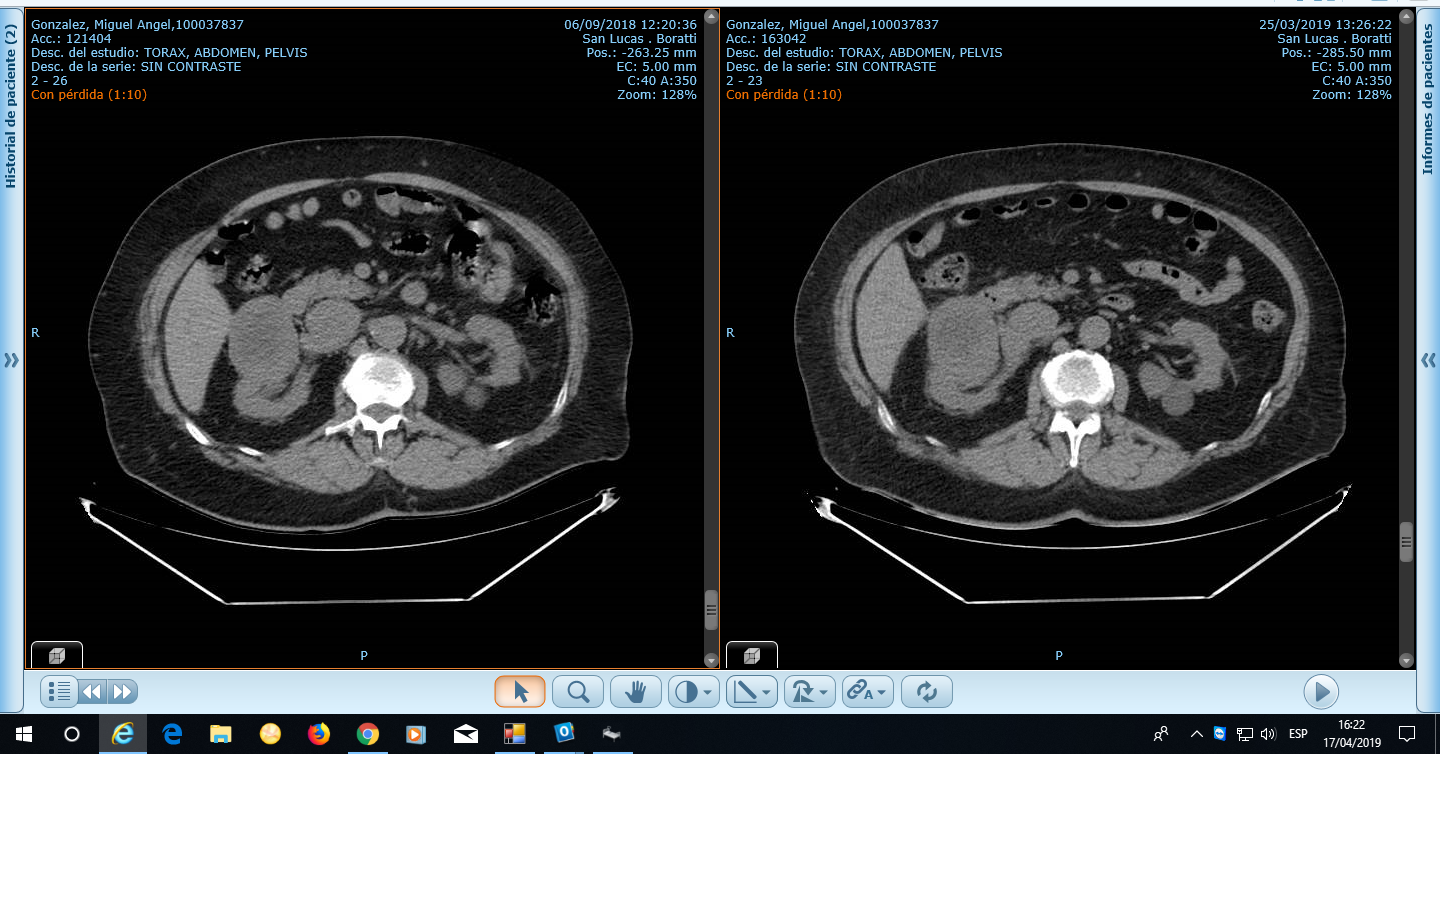 Historial de paciente (2)
Gonzalez, Miguel Angel,100037837
Acc.: 121404
Desc. del estudio: TORAX, ABDOMEN, PELVIS
Desc. de la serie: SIN CONTRASTE
2 - 26
Con pérdida (1:10)
06/09/2018 12:20:36
San Lucas . Boratti
Pos.: -263.25 mm
EC: 5.00 mm
C:40 A:350
Zoom: 128%
R
P
Gonzalez, Miguel Angel,100037837
Acc.: 163042
Desc. del estudio: TORAX, ABDOMEN, PELVIS
Desc. de la serie: SIN CONTRASTE
2 - 23
Con pérdida (1:10)
25/03/2019 13:26:22
San Lucas . Boratti
Pos.: -285.50 mm
EC: 5.00 mm
C:40 A:350
Zoom: 128%
R
P
Informes de pacientes
A
ESP
16:22
17/04/2019